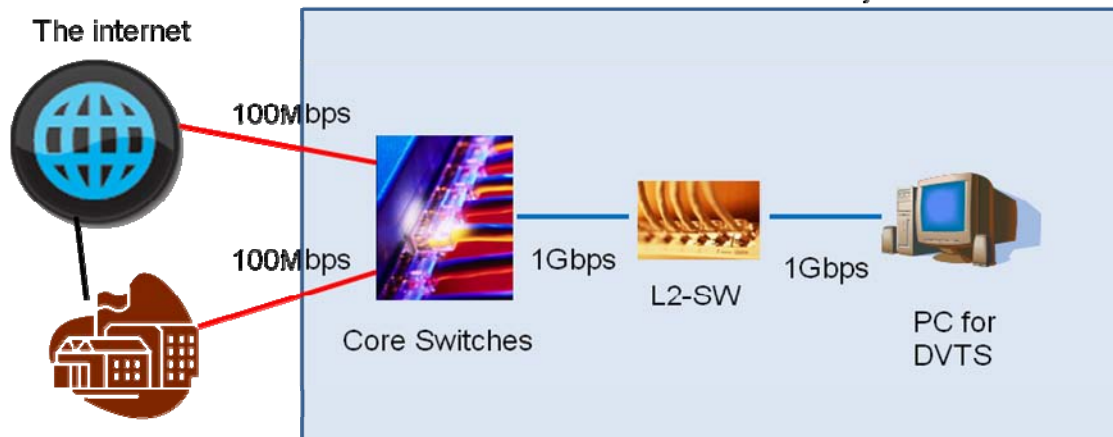 The internet
100Mbps
100Mbps
1Gbps
1Gbps
L2-SW
Core Switches
PC for
DVTS